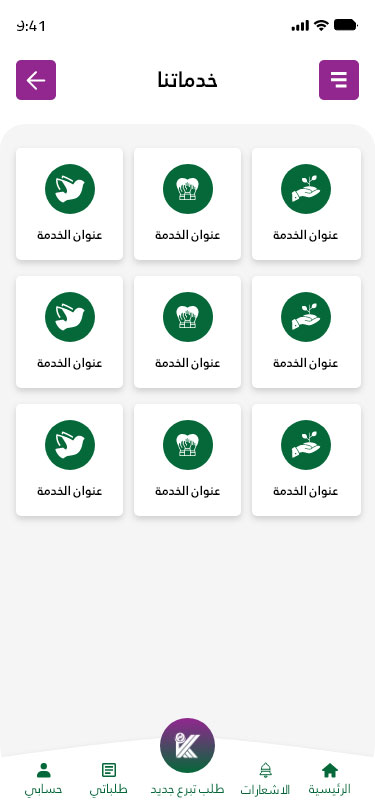 9:41
خدماتنا
عنوان الخدمة
عنوان الخدمة
عنوان الخدمة
عنوان الخدمة
عنوان الخدمة
عنوان الخدمة
عنوان الخدمة
عنوان الخدمة
عنوان الخدمة
الرئيسية
الاشعارات
طلب تبرع جديد
طلباتي
حسابي